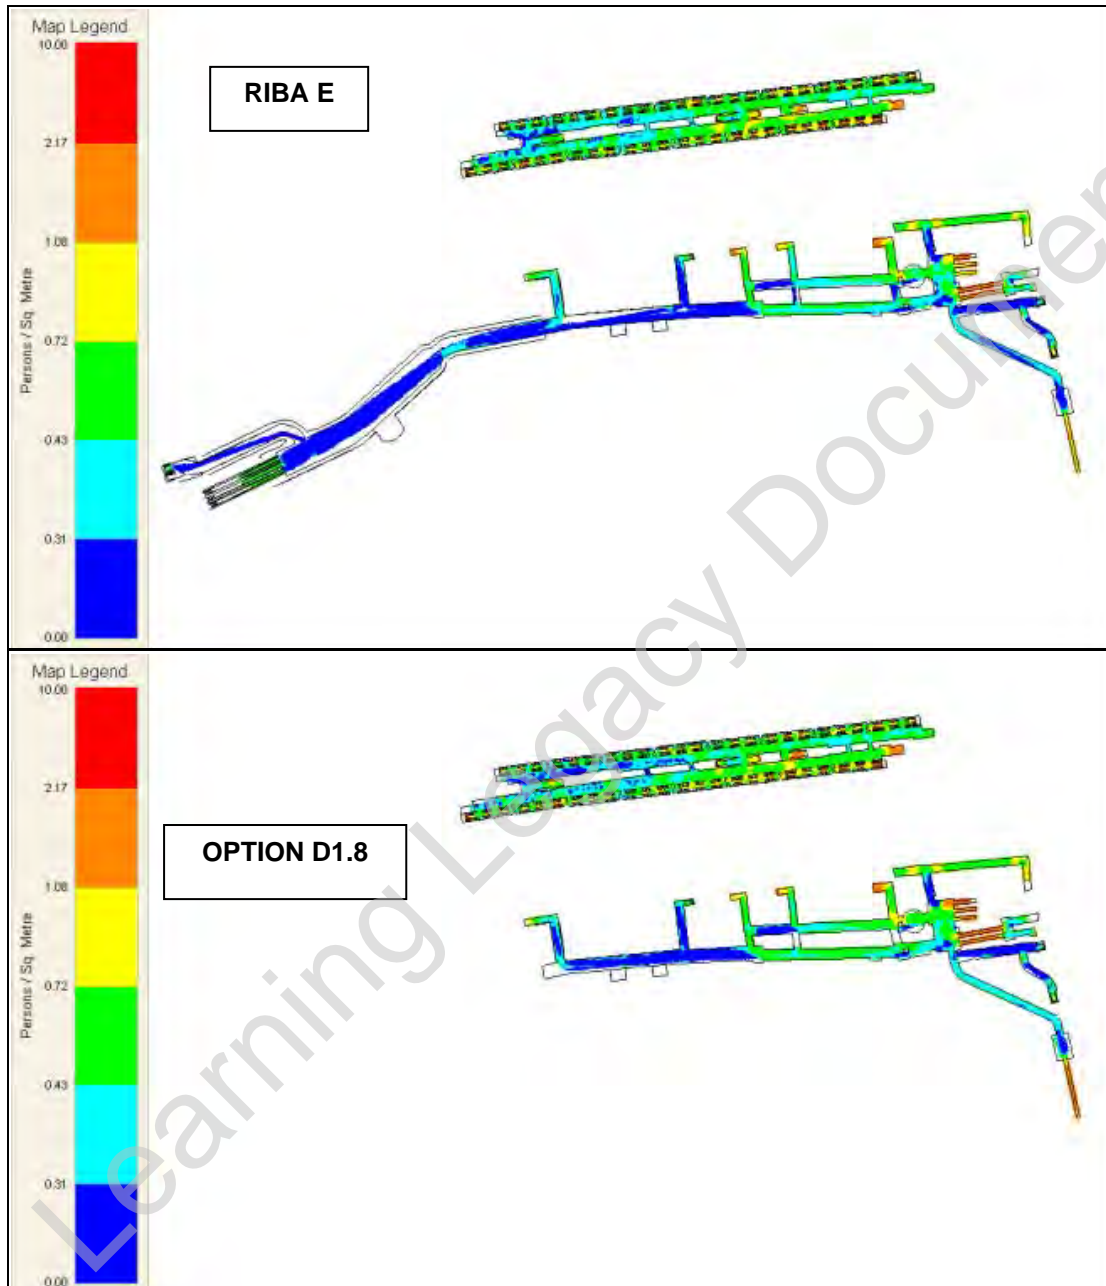 Map Legend
10.00
RIBA E
2.17
1.08
Persons / Sq. Metre
0.72
0.43
0.31
0.00
Map Legend
10.00
2.17
OPTION D1.8
1.08
Persons / Sq. Metre
0.72
0.43
0.31
0.00
Learning Legacy Documen